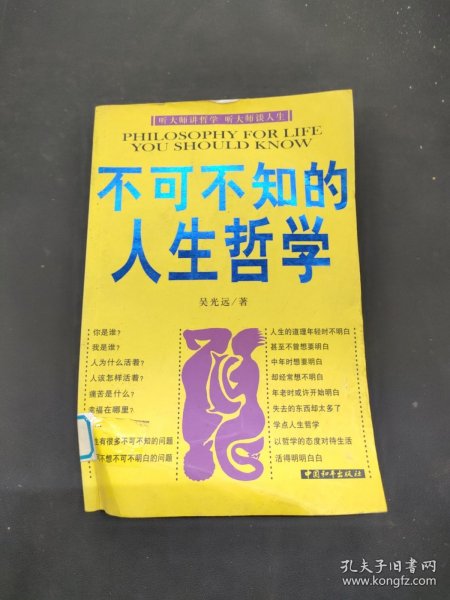 听大师讲哲学 听大师谈人生
PHILOSOPHY FOR LIFE
YOU SHOULD KNOW
不可不知的
人生哲学
吴光远/著
你是谁?
我是谁?
人为什么活着?
人该怎样活着?
痛苦是什么?
幸福在哪里?
有很多不可不知的问题
不想不可不明白的问题
人生的道理年轻时不明白
甚至不曾想要明白
中年时想要明白
却经常想不明白
年老时或许开始明白
失去的东西却太多了
学点人生哲学
以哲学的态度对待生活
活得明明白白
中国和平出版社
孔夫子旧书网
www.kongfz.com